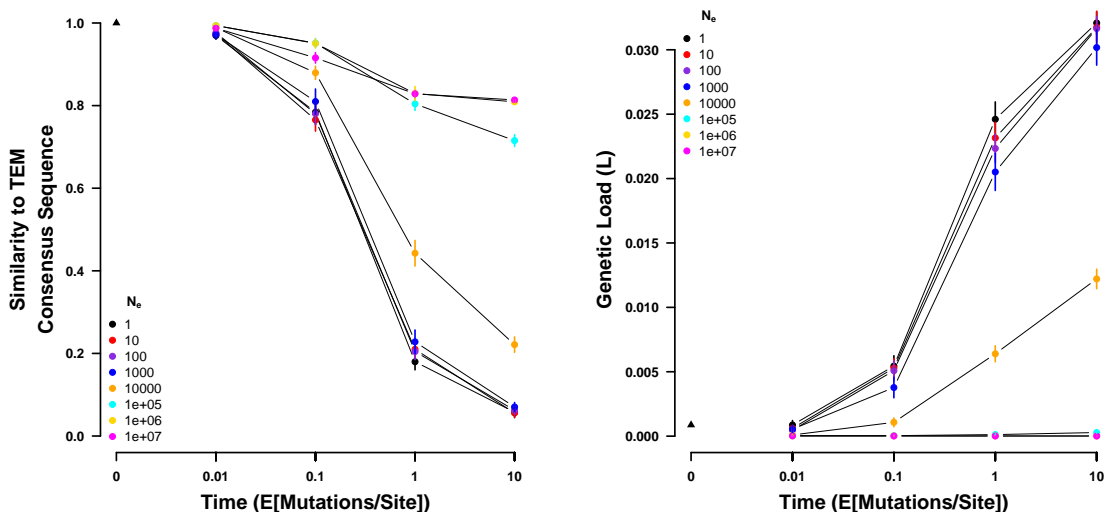 1.0
0.8
0.6
0.4
0.2
0.0
Similarity to TEM
Consensus Sequence
Nₑ
1
10
100
1000
10000
1e+05
1e+06
1e+07
0
0.01
0.1
1
10
Time (E[Mutations/Site])
0.030
0.025
0.020
0.015
0.010
0.005
0.000
Genetic Load (L)
Nₑ
1
10
100
1000
10000
1e+05
1e+06
1e+07
0
0.01
0.1
1
10
Time (E[Mutations/Site])